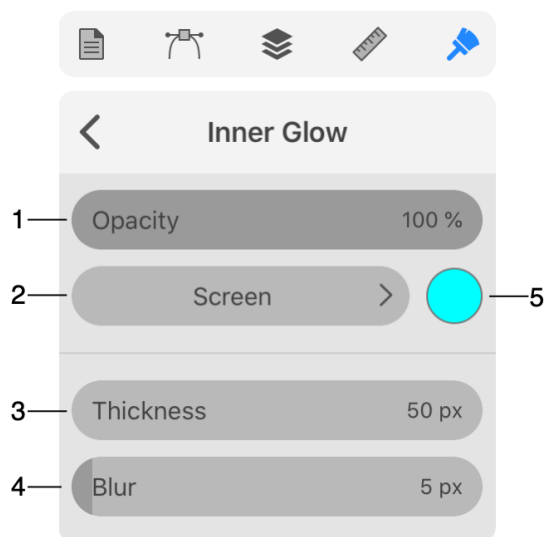 Inner Glow
1 Opacity 100 %
2 Screen 5
3 Thickness 50 px
4 Blur 5 px